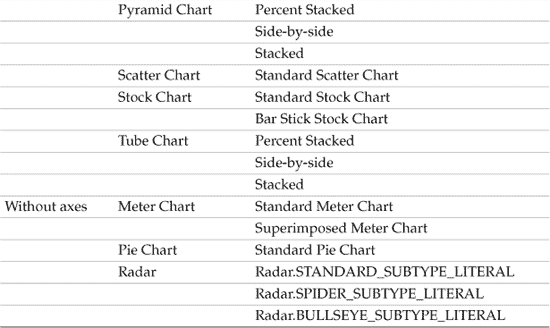 Pyramid Chart Percent Stacked
Side-by-side
Stacked
Scatter Chart Standard Scatter Chart
Stock Chart Standard Stock Chart
Bar Stick Stock Chart
Tube Chart Percent Stacked
Side-by-side
Stacked
Without axes Meter Chart Standard Meter Chart
Superimposed Meter Chart
Pie Chart Standard Pie Chart
Radar Radar.STANDARD_SUBTYPE_LITERAL
Radar.SPIDER_SUBTYPE_LITERAL
Radar.BULLSEYE_SUBTYPE_LITERAL